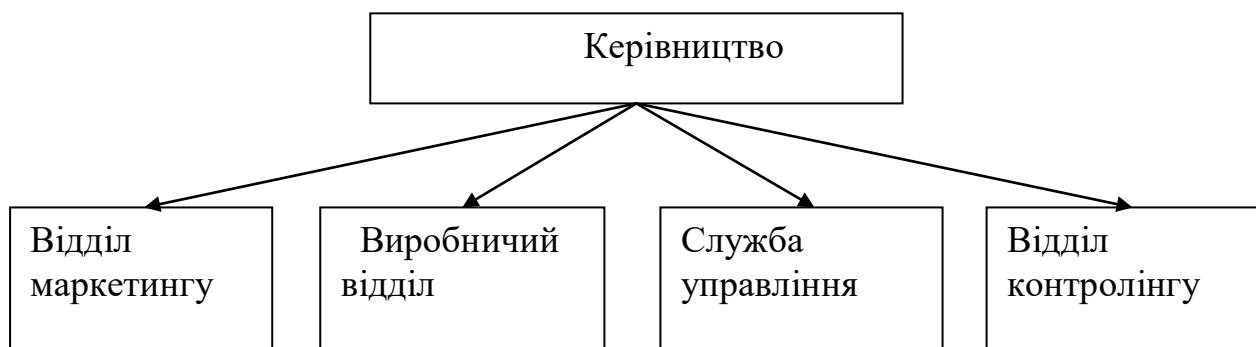 Керівництво
Відділ
маркетингу
Виробничий
відділ
Служба
управління
Відділ
контролінгу